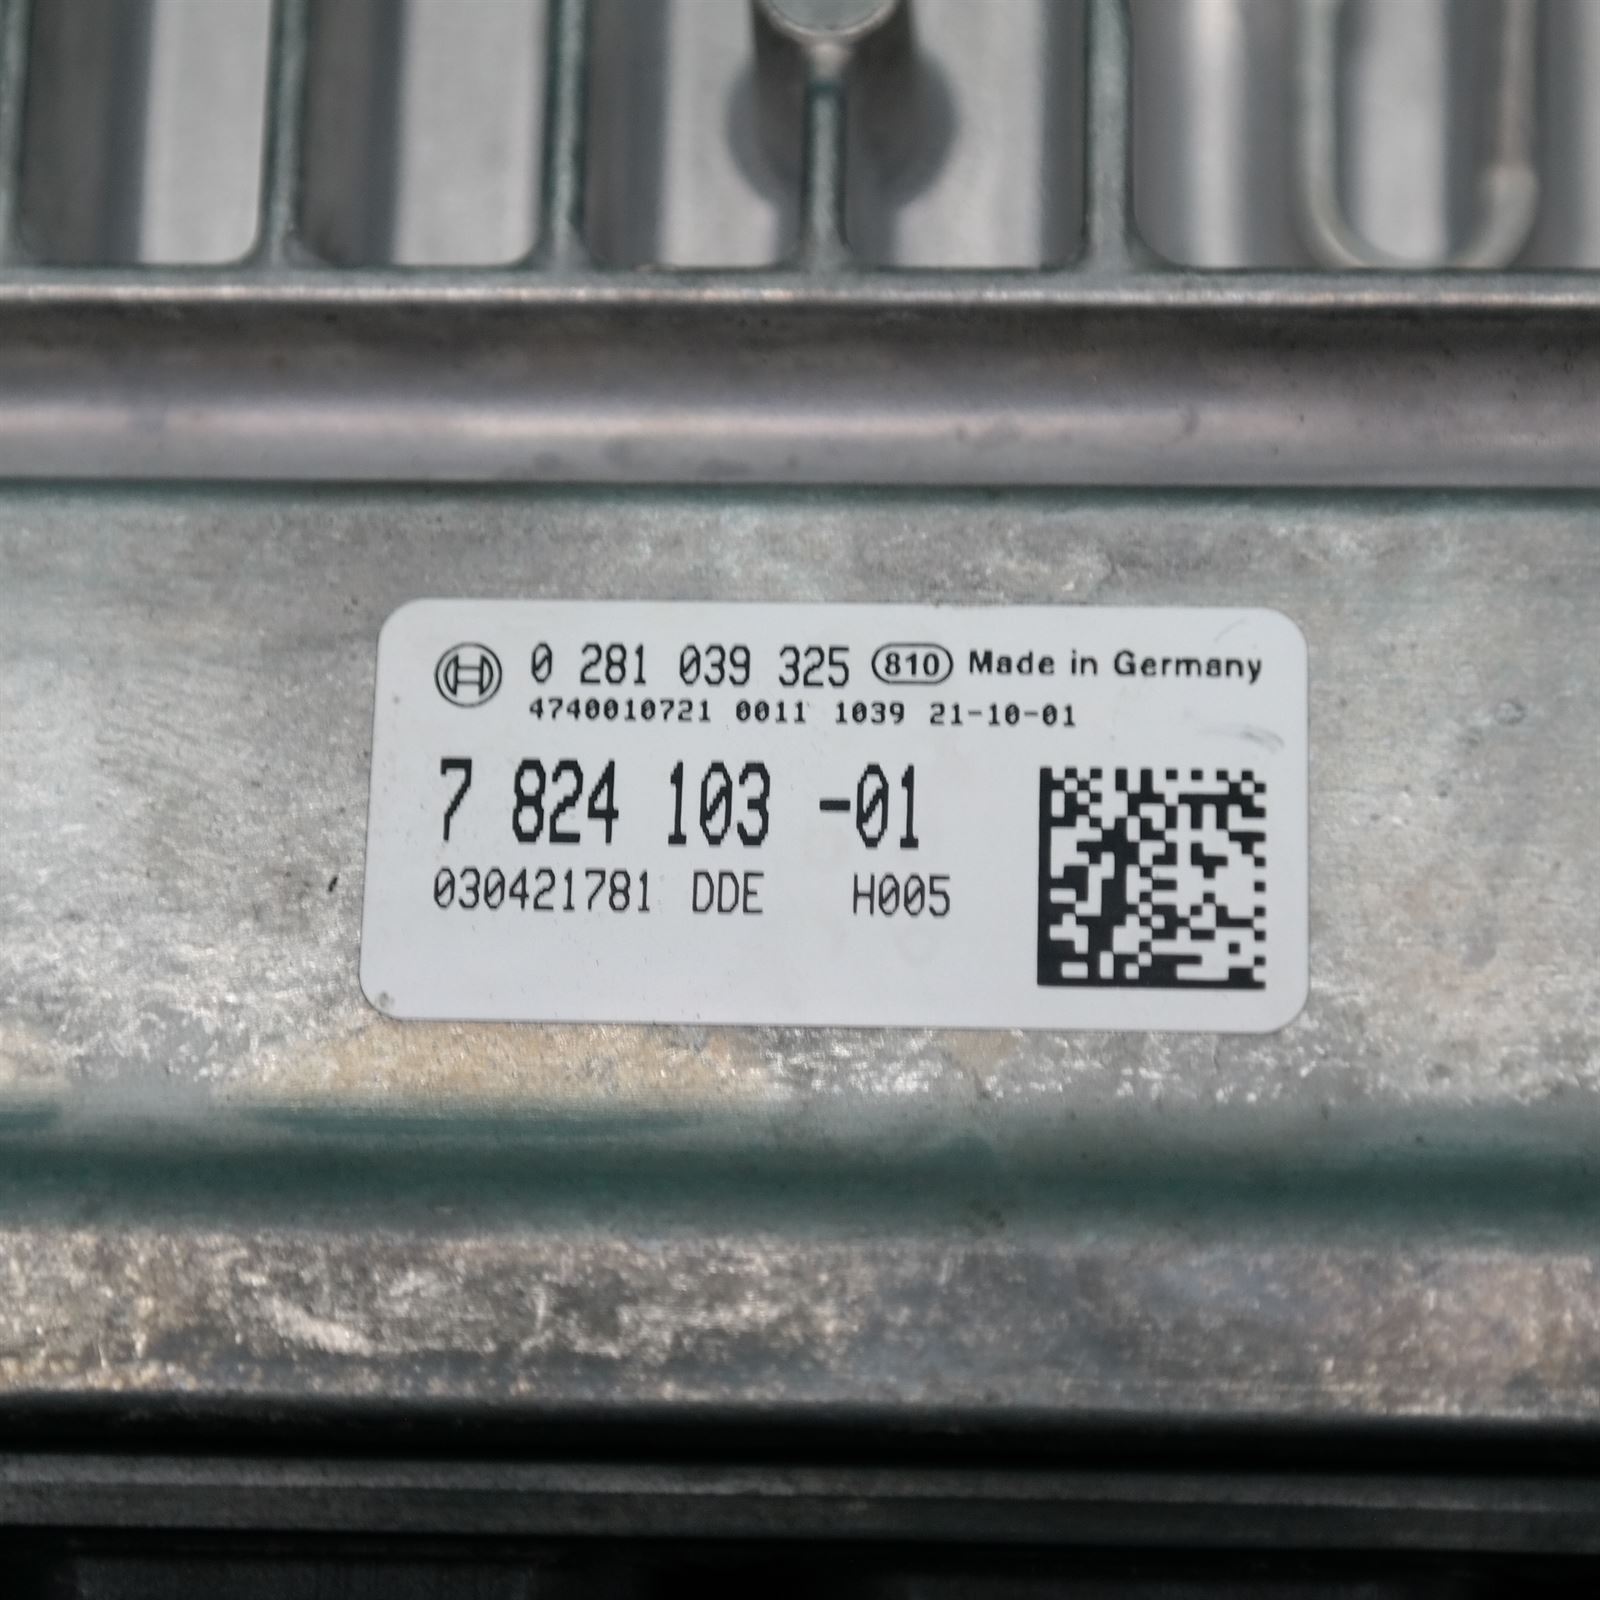 0 281 039 325 810 Made in Germany
4740010721 0011 1039 21-10-01
7 824 103 -01
030421781 DDE H005